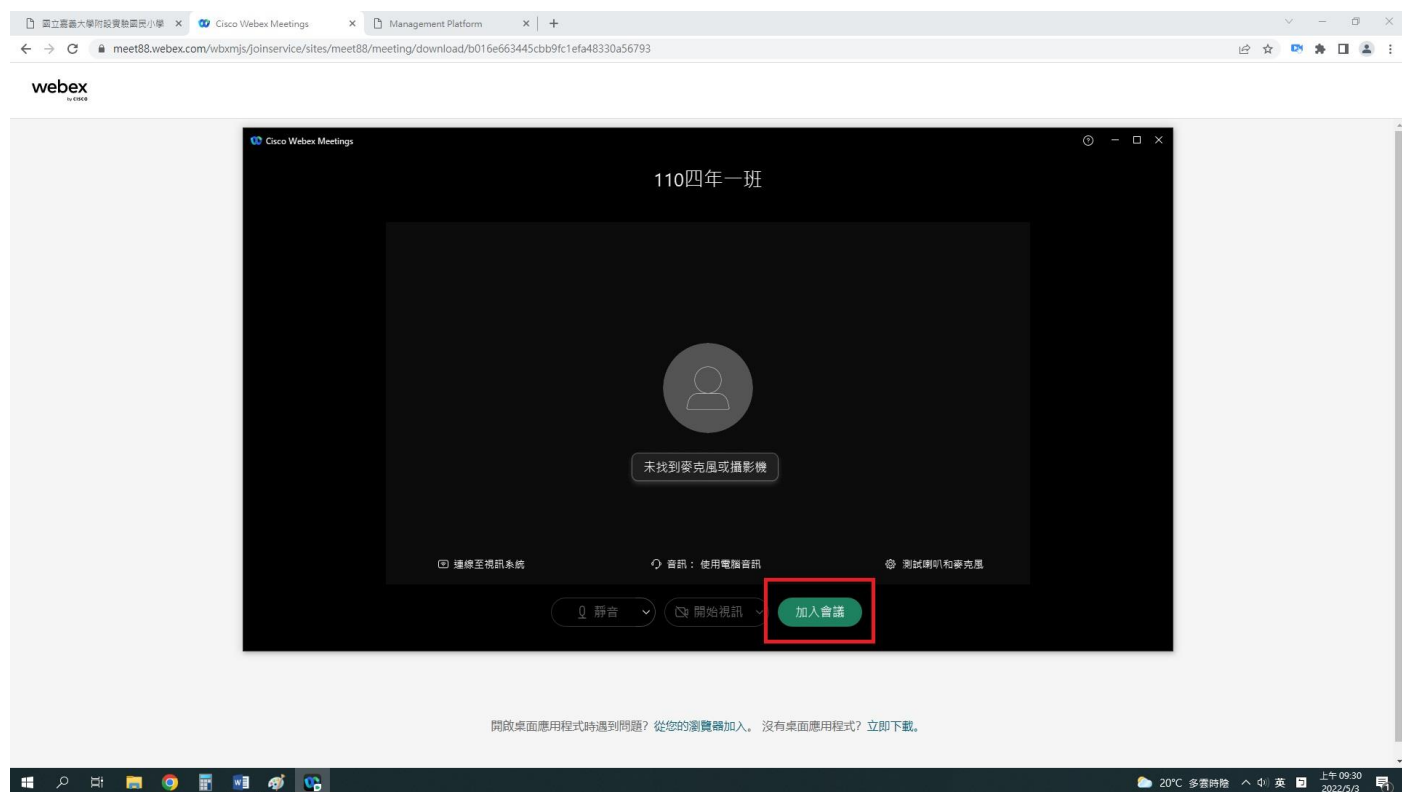 國立嘉義大學附設實驗國民小學
Cisco Webex Meetings
Management Platform
meet88.webex.com/wbxmjs/joinservice/sites/meet88/meeting/download/b016e663445cbb9fc1efa48330a56793
webex
by CISCO
Cisco Webex Meetings
110四年一班
未找到麥克風或攝影機
連線至視訊系統
音訊： 使用電腦音訊
測試喇叭和麥克風
靜音
開始視訊
加入會議
開啟桌面應用程式時遇到問題? 從您的瀏覽器加入。 沒有桌面應用程式? 立即下載。
20°C 多雲時陰
英
上午 09:30
2022/5/3